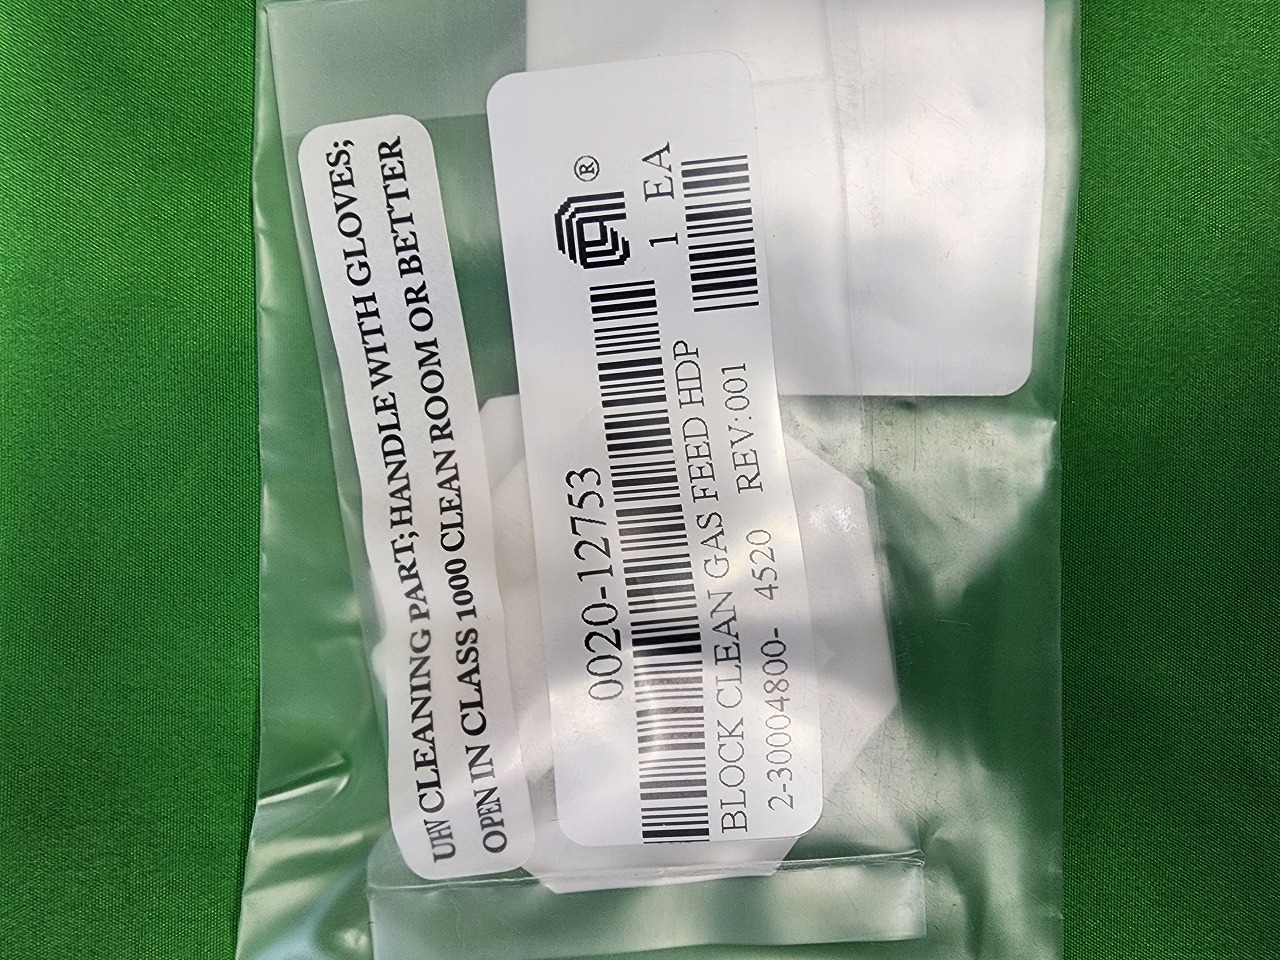 UHV CLEANING PART; HANDLE WITH GLOVES;
OPEN IN CLASS 1000 CLEAN ROOM OR BETTER
®
0020-12753
1 EA
BLOCK CLEAN GAS FEED HDP
2-30004800- 4520 REV:001